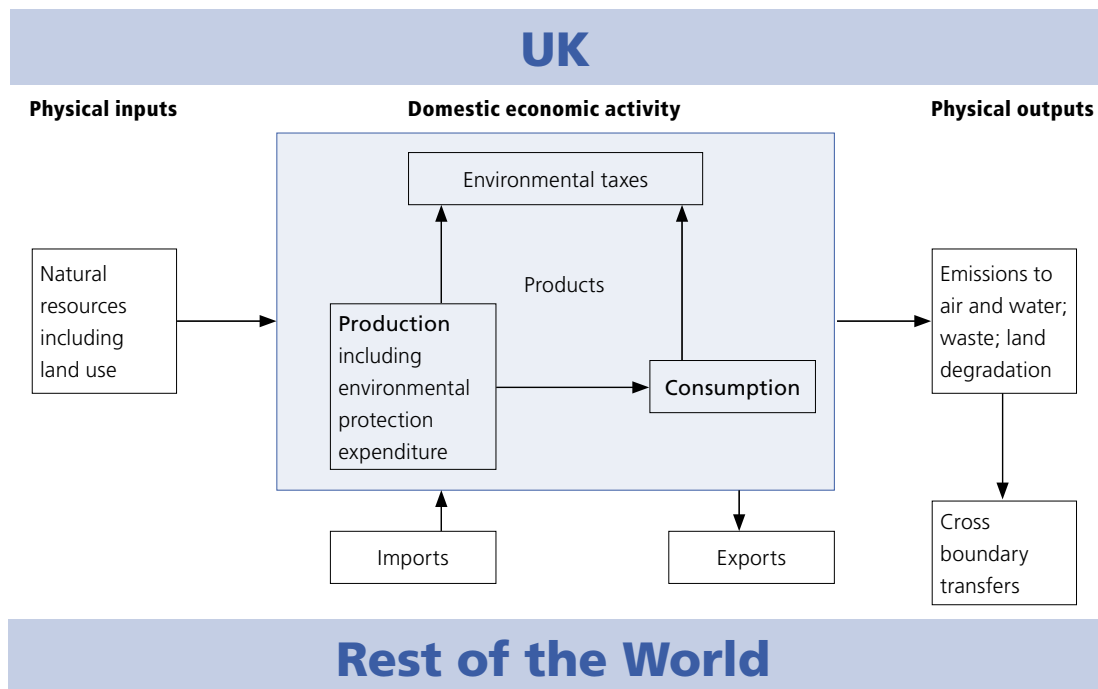 UK
Physical inputs
Domestic economic activity
Physical outputs
Environmental taxes
Natural
resources
including
land use
Products
Production
including
environmental
protection
expenditure
Consumption
Emissions to
air and water;
waste; land
degradation
Imports
Exports
Cross
boundary
transfers
Rest of the World